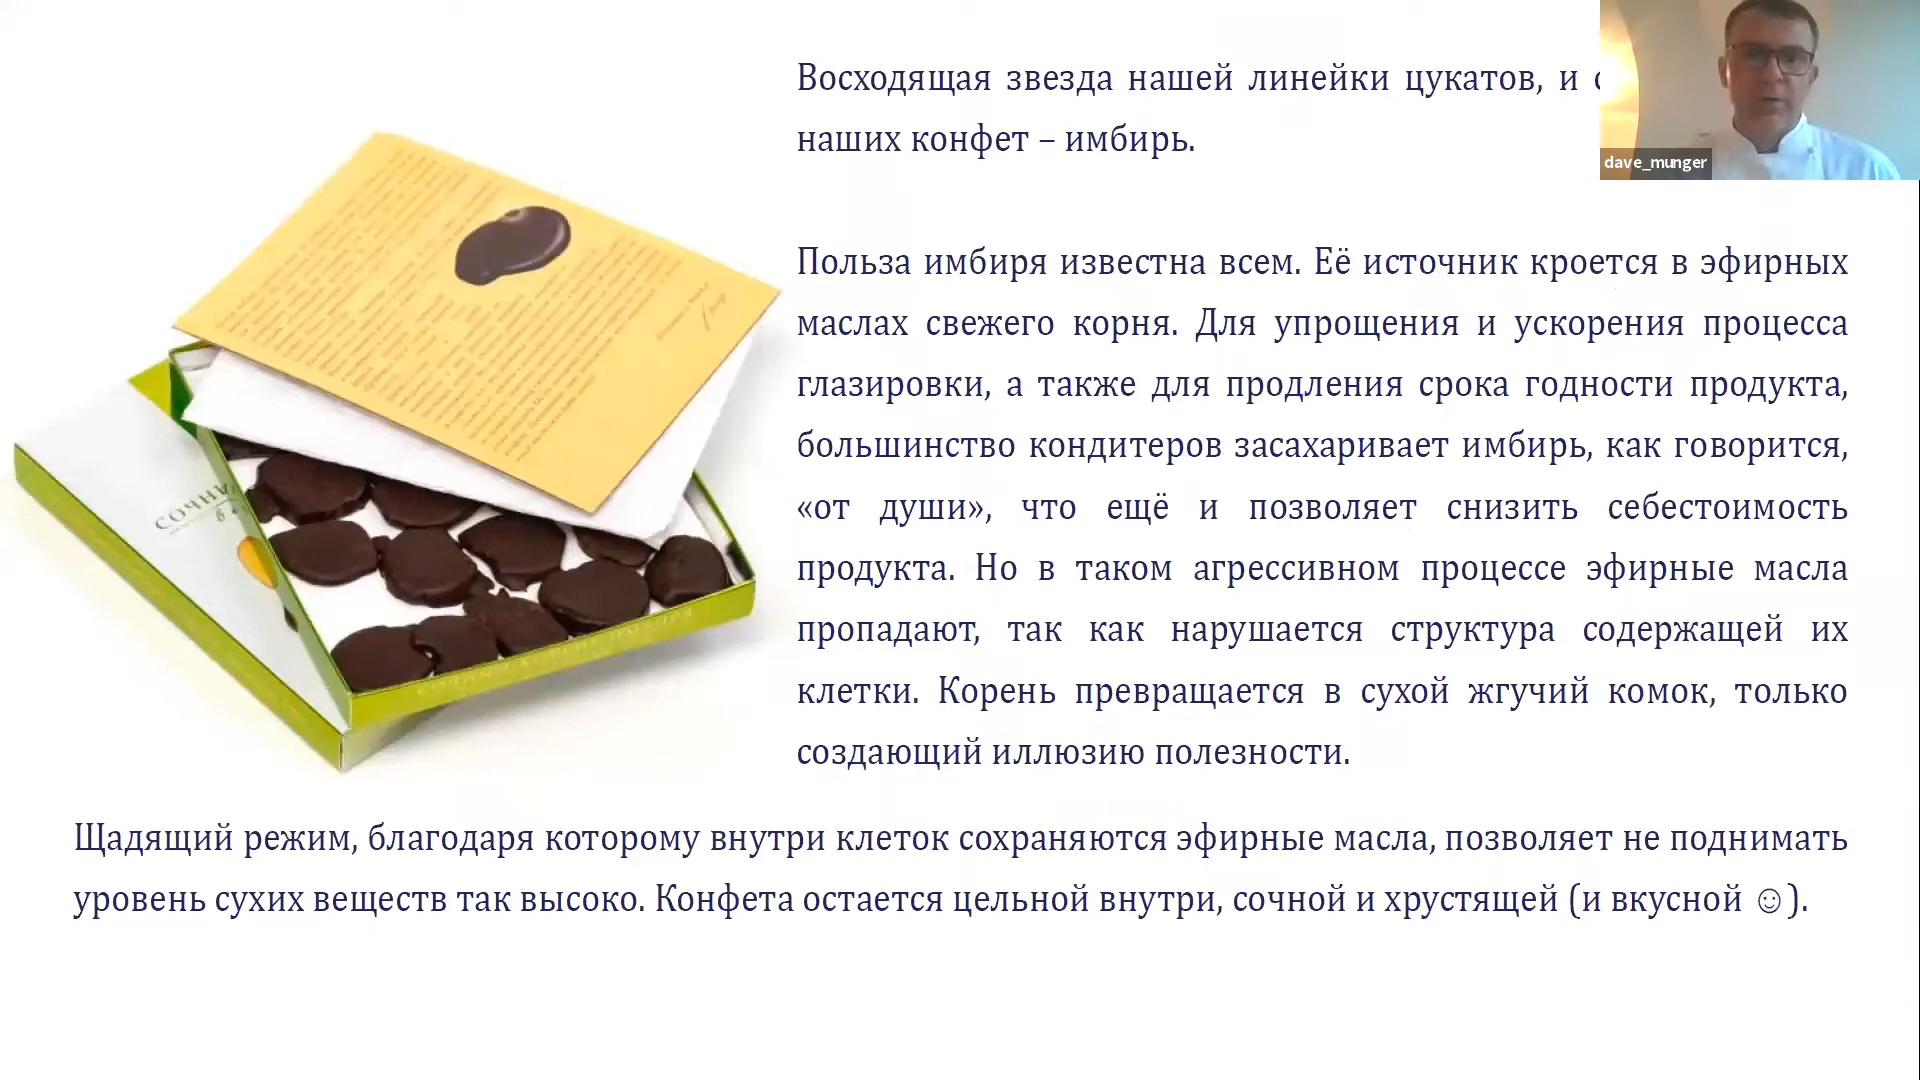 Восходящая звезда нашей линейки цукатов, и
наших конфет – имбирь.
dave_munger
Польза имбиря известна всем. Её источник кроется в эфирных
маслах свежего корня. Для упрощения и ускорения процесса
глазировки, а также для продления срока годности продукта,
большинство кондитеров засахаривает имбирь, как говорится,
«от души», что ещё и позволяет снизить себестоимость
продукта. Но в таком агрессивном процессе эфирные масла
пропадают, так как нарушается структура содержащей их
клетки. Корень превращается в сухой жгучий комок, только
создающий иллюзию полезности.
Щадящий режим, благодаря которому внутри клеток сохраняются эфирные масла, позволяет не поднимать
уровень сухих веществ так высоко. Конфета остается цельной внутри, сочной и хрустящей (и вкусной ☺).